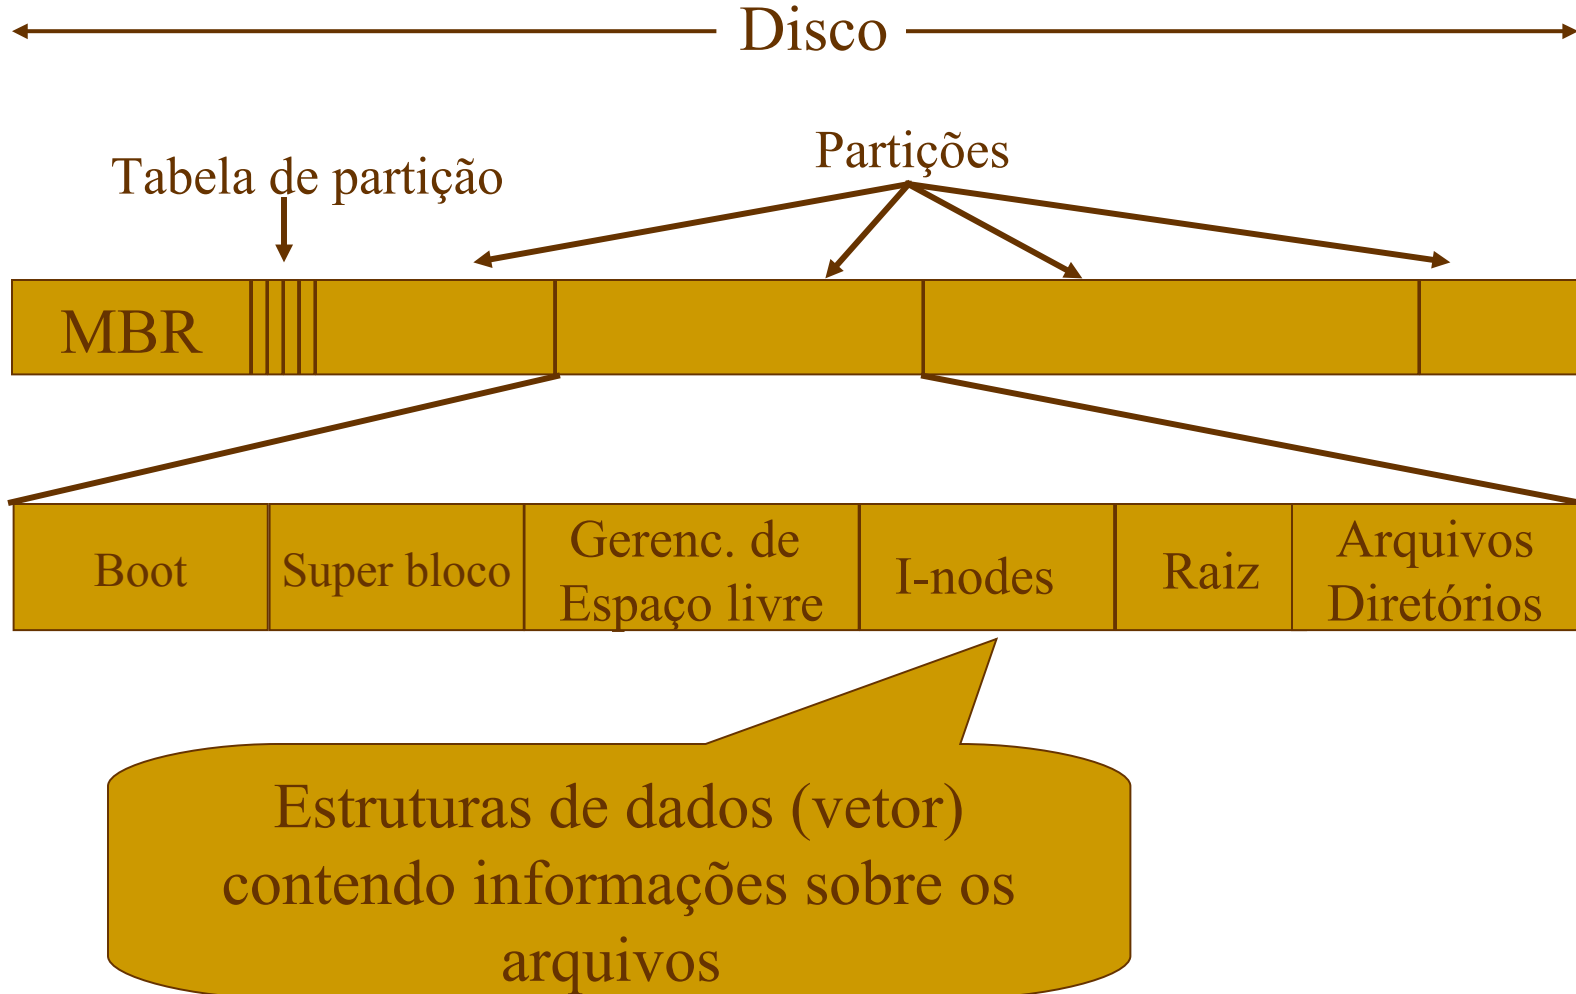 Disco
Partições
Tabela de partição
MBR
Boot
Super bloco
Gerenc. de
Espaço livre
I-nodes
Raiz
Arquivos
Diretórios
Estruturas de dados (vetor)
contendo informações sobre os
arquivos